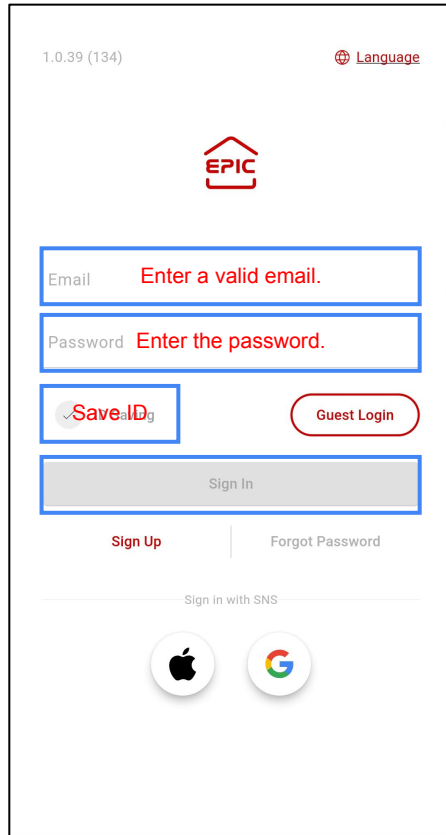 1.0.39 (134) Language
EPIC
Email Enter a valid email.
Password Enter the password.
Save ID Saving Guest Login
Sign In
Sign Up Forgot Password
Sign in with SNS